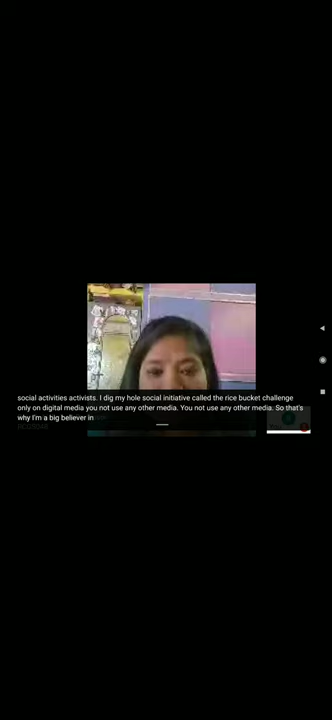 social activities activists. I dig my hole social initiative called the rice bucket challenge
only on digital media you not use any other media. You not use any other media. So that's
why I'm a big believer in